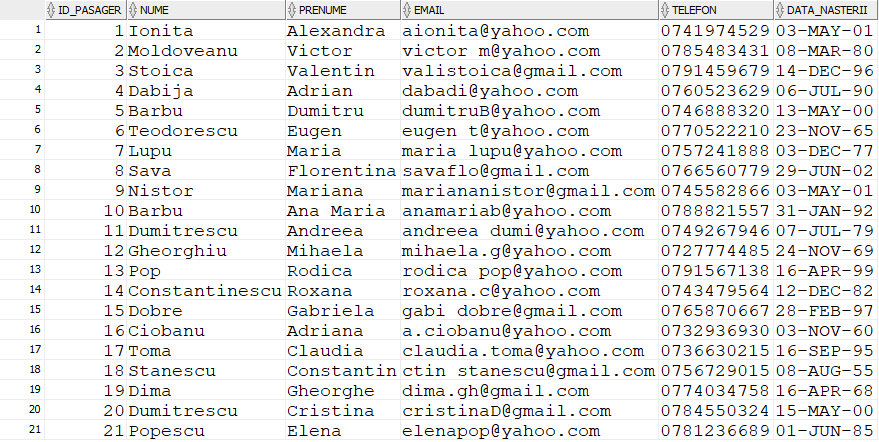 ID_PASAGER NUME PRENUME EMAIL TELEFON DATA_NASTERII
1 1 Ionita Alexandra aionita@yahoo.com 0741974529 03-MAY-01
2 2 Moldoveanu Victor victor_m@yahoo.com 0785483431 08-MAR-80
3 3 Stoica Valentin valistoica@gmail.com 0791459679 14-DEC-96
4 4 Dabija Adrian dabadi@yahoo.com 0760523629 06-JUL-90
5 5 Barbu Dumitru dumitruB@yahoo.com 0746888320 13-MAY-00
6 6 Teodorescu Eugen eugen_t@yahoo.com 0770522210 23-NOV-65
7 7 Lupu Maria maria_lupu@yahoo.com 0757241888 03-DEC-77
8 8 Sava Florentina savaflo@gmail.com 0766560779 29-JUN-02
9 9 Nistor Mariana mariananistor@gmail.com 0745582866 03-MAY-01
10 10 Barbu Ana Maria anamariab@yahoo.com 0788821557 31-JAN-92
11 11 Dumitrescu Andreea andreea_dumi@yahoo.com 0749267946 07-JUL-79
12 12 Gheorghiu Mihaela mihaela.g@yahoo.com 0727774485 24-NOV-69
13 13 Pop Rodica rodica_pop@yahoo.com 0791567138 16-APR-99
14 14 Constantinescu Roxana roxana.c@yahoo.com 0743479564 12-DEC-82
15 15 Dobre Gabriela gabi_dobre@gmail.com 0765870667 28-FEB-97
16 16 Ciobanu Adriana a.ciobanu@yahoo.com 0732936930 03-NOV-60
17 17 Toma Claudia claudia.toma@yahoo.com 0736630215 16-SEP-95
18 18 Stanescu Constantin ctin_stanescu@gmail.com 0756729015 08-AUG-55
19 19 Dima Gheorghe dima.gh@gmail.com 0774034758 16-APR-68
20 20 Dumitrescu Cristina cristinaD@gmail.com 0784550324 15-MAY-00
21 21 Popescu Elena elenapop@yahoo.com 0781236689 01-JUN-85